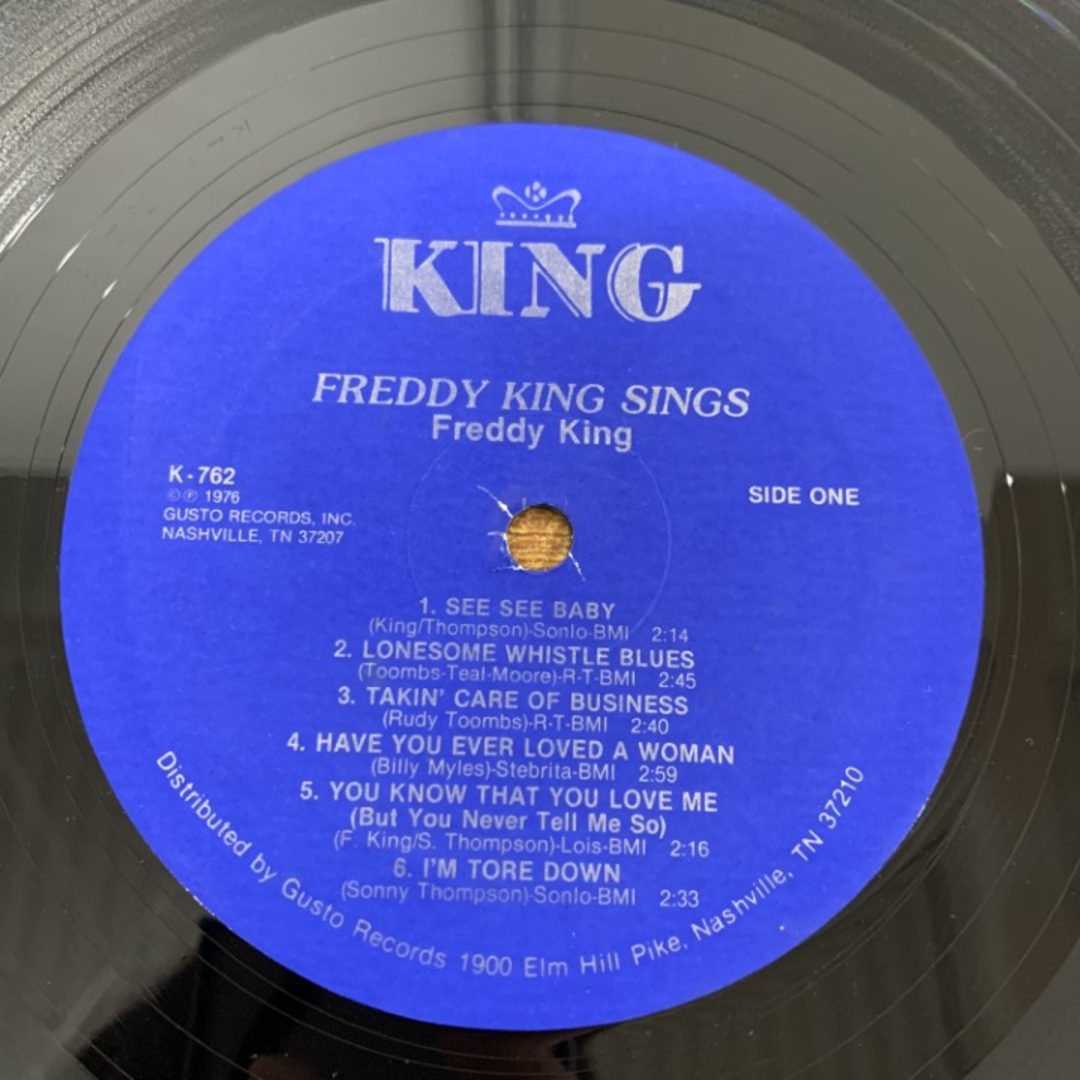 KING
FREDDY KING SINGS
Freddy King
K-762
©℗ 1976
GUSTO RECORDS, INC.
NASHVILLE, TN 37207
SIDE ONE
1. SEE SEE BABY
(King/Thompson)-Sonlo-BMI 2:14
2. LONESOME WHISTLE BLUES
(Toombs-Teal-Moore)-R-T-BMI 2:45
3. TAKIN' CARE OF BUSINESS
(Rudy Toombs)-R-T-BMI 2:40
4. HAVE YOU EVER LOVED A WOMAN
(Billy Myles)-Stebrita-BMI 2:59
5. YOU KNOW THAT YOU LOVE ME
(But You Never Tell Me So)
(F. King/S. Thompson)-Lois-BMI 2:16
6. I'M TORE DOWN
(Sonny Thompson)-Sonlo-BMI 2:33
Distributed by Gusto Records 1900 Elm Hill Pike, Nashville, TN 37210